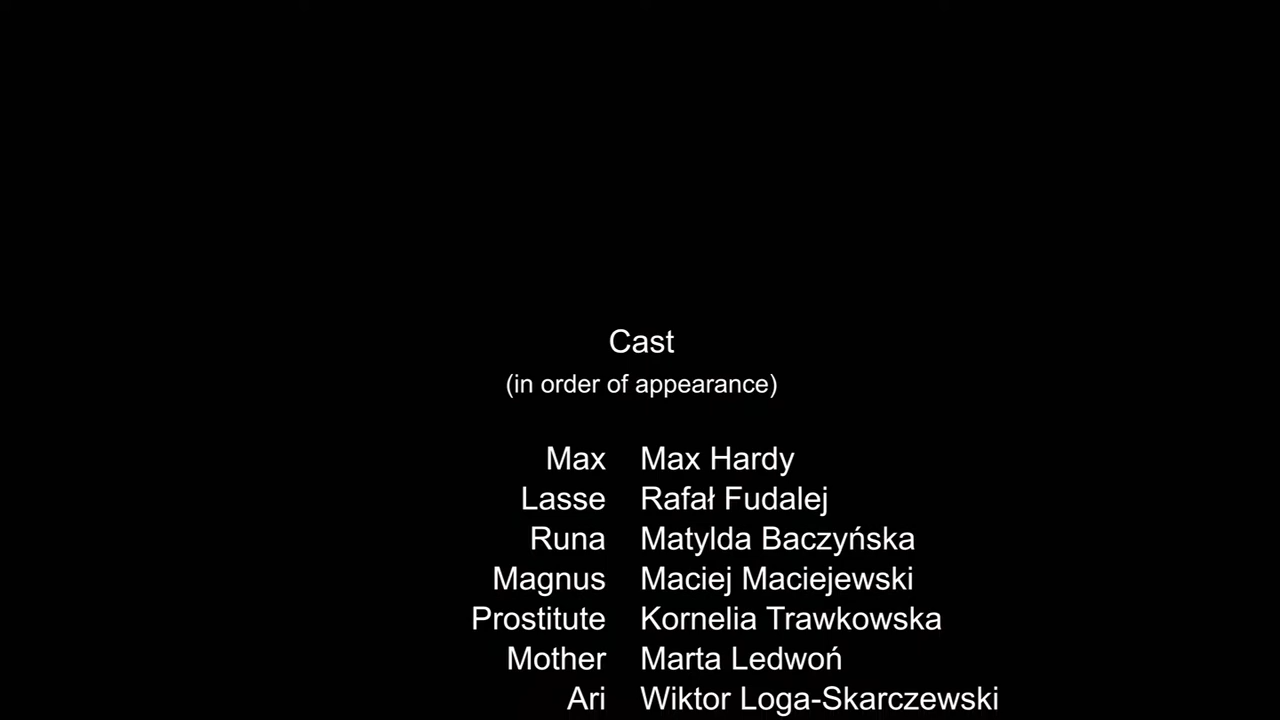 Cast
(in order of appearance)
Max Max Hardy
Lasse Rafał Fudalej
Runa Matylda Baczyńska
Magnus Maciej Maciejewski
Prostitute Kornelia Trawkowska
Mother Marta Ledwoń
Ari Wiktor Loga-Skarczewski